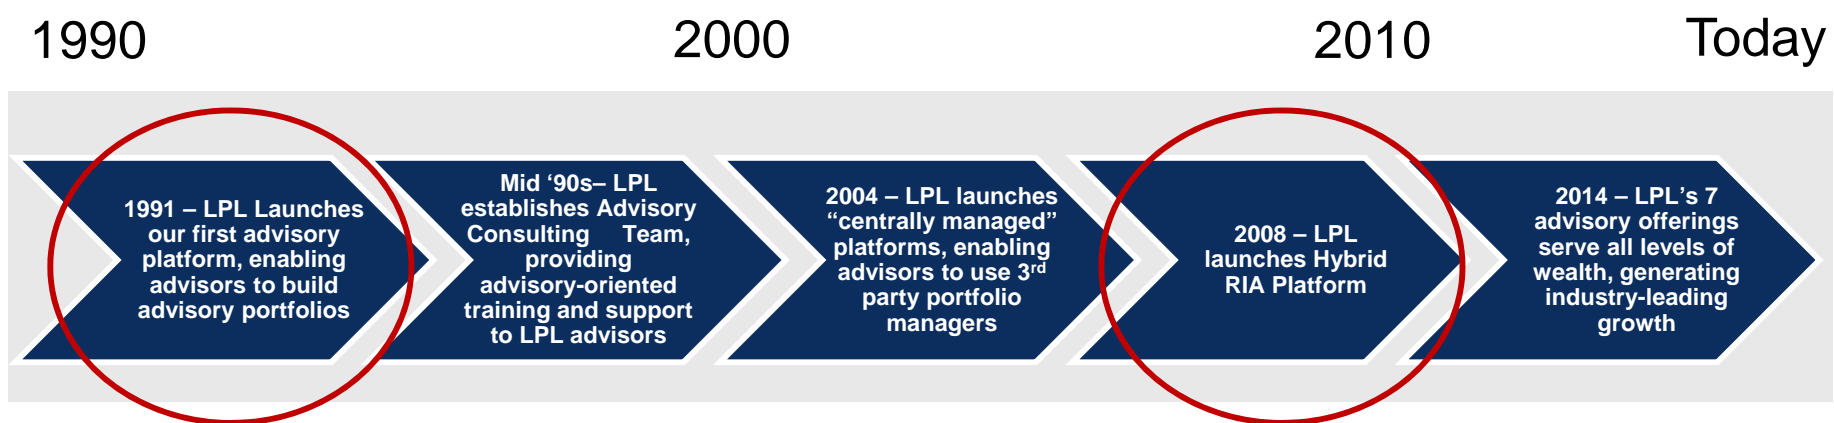 1990
2000
2010
Today
1991 – LPL Launches
our first advisory
platform, enabling
advisors to build
advisory portfolios
Mid ‘90s– LPL
establishes Advisory
Consulting Team,
providing
advisory-oriented
training and support
to LPL advisors
2004 – LPL launches
“centrally managed”
platforms, enabling
advisors to use 3rd
party portfolio
managers
2008 – LPL
launches Hybrid
RIA Platform
2014 – LPL’s 7
advisory offerings
serve all levels of
wealth, generating
industry-leading
growth